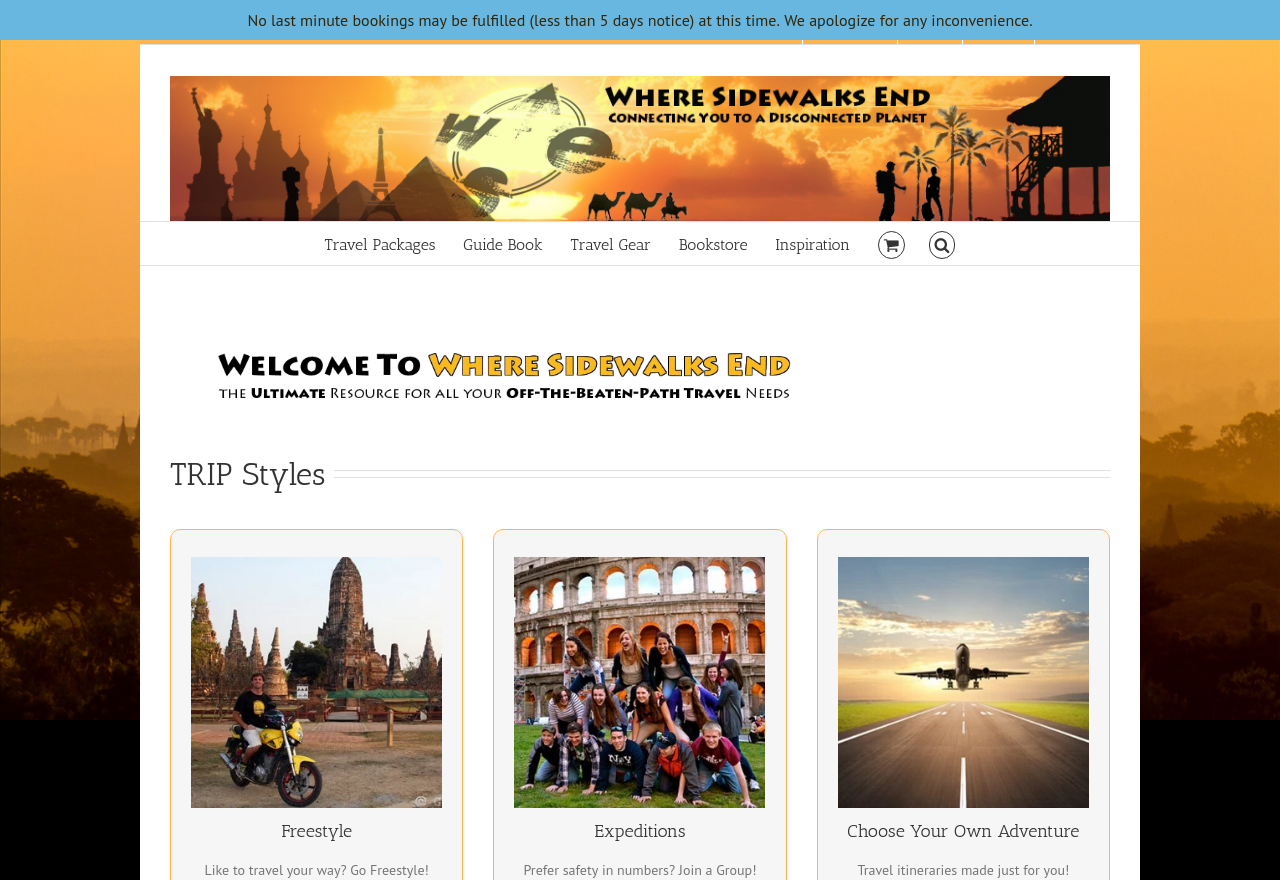 No last minute bookings may be fulfilled (less than 5 days notice) at this time. We apologize for any inconvenience.
Where Sidewalks End
Connecting You to a Disconnected Planet
w e s
Travel Packages Guide Book Travel Gear Bookstore Inspiration
Welcome To Where Sidewalks End
the Ultimate Resource for all your Off-The-Beaten-Path Travel Needs
TRIP Styles
Freestyle
Like to travel your way? Go Freestyle!
Expeditions
Prefer safety in numbers? Join a Group!
Choose Your Own Adventure
Travel itineraries made just for you!